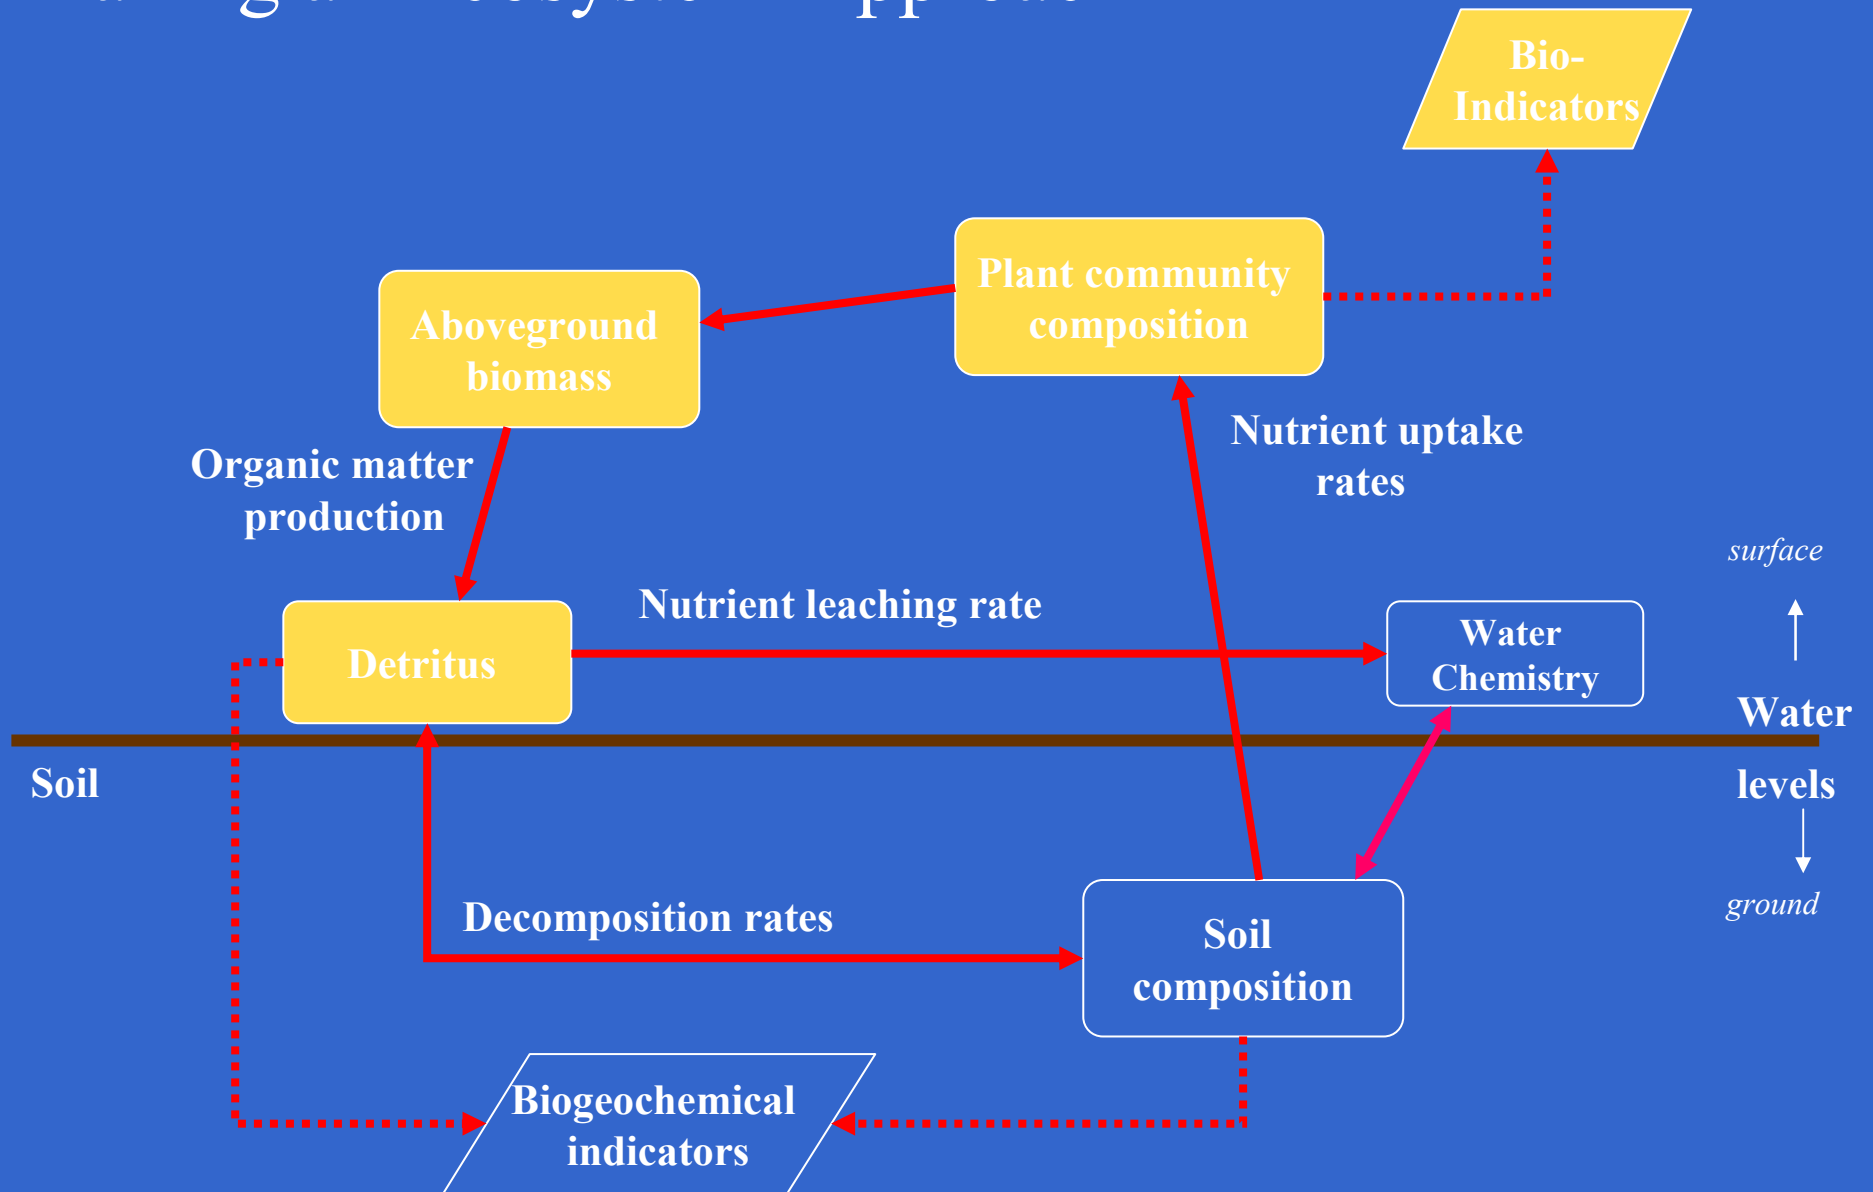 Bio-
Indicators
Plant community
composition
Aboveground
biomass
Nutrient uptake
rates
Organic matter
production
surface
Nutrient leaching rate
Water
Chemistry
Detritus
Water
levels
Soil
ground
Decomposition rates
Soil
composition
Biogeochemical
indicators